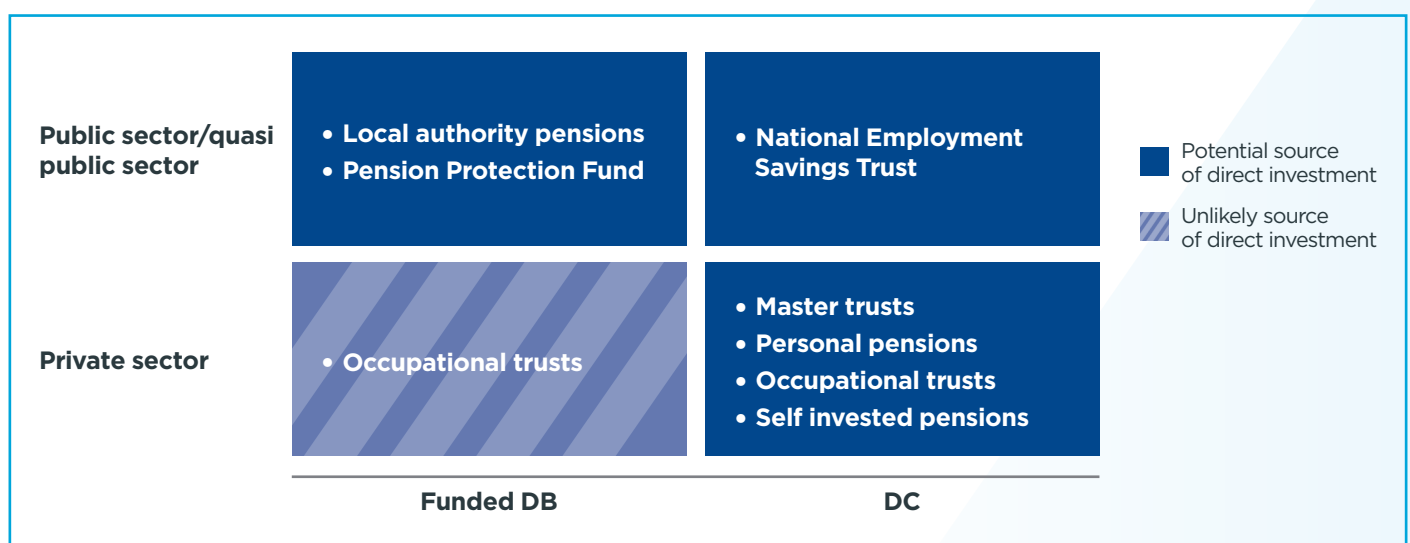 Public sector/quasi
public sector
• Local authority pensions
• Pension Protection Fund
• National Employment
Savings Trust
Potential source
of direct investment
Unlikely source
of direct investment
Private sector
• Occupational trusts
• Master trusts
• Personal pensions
• Occupational trusts
• Self invested pensions
Funded DB
DC